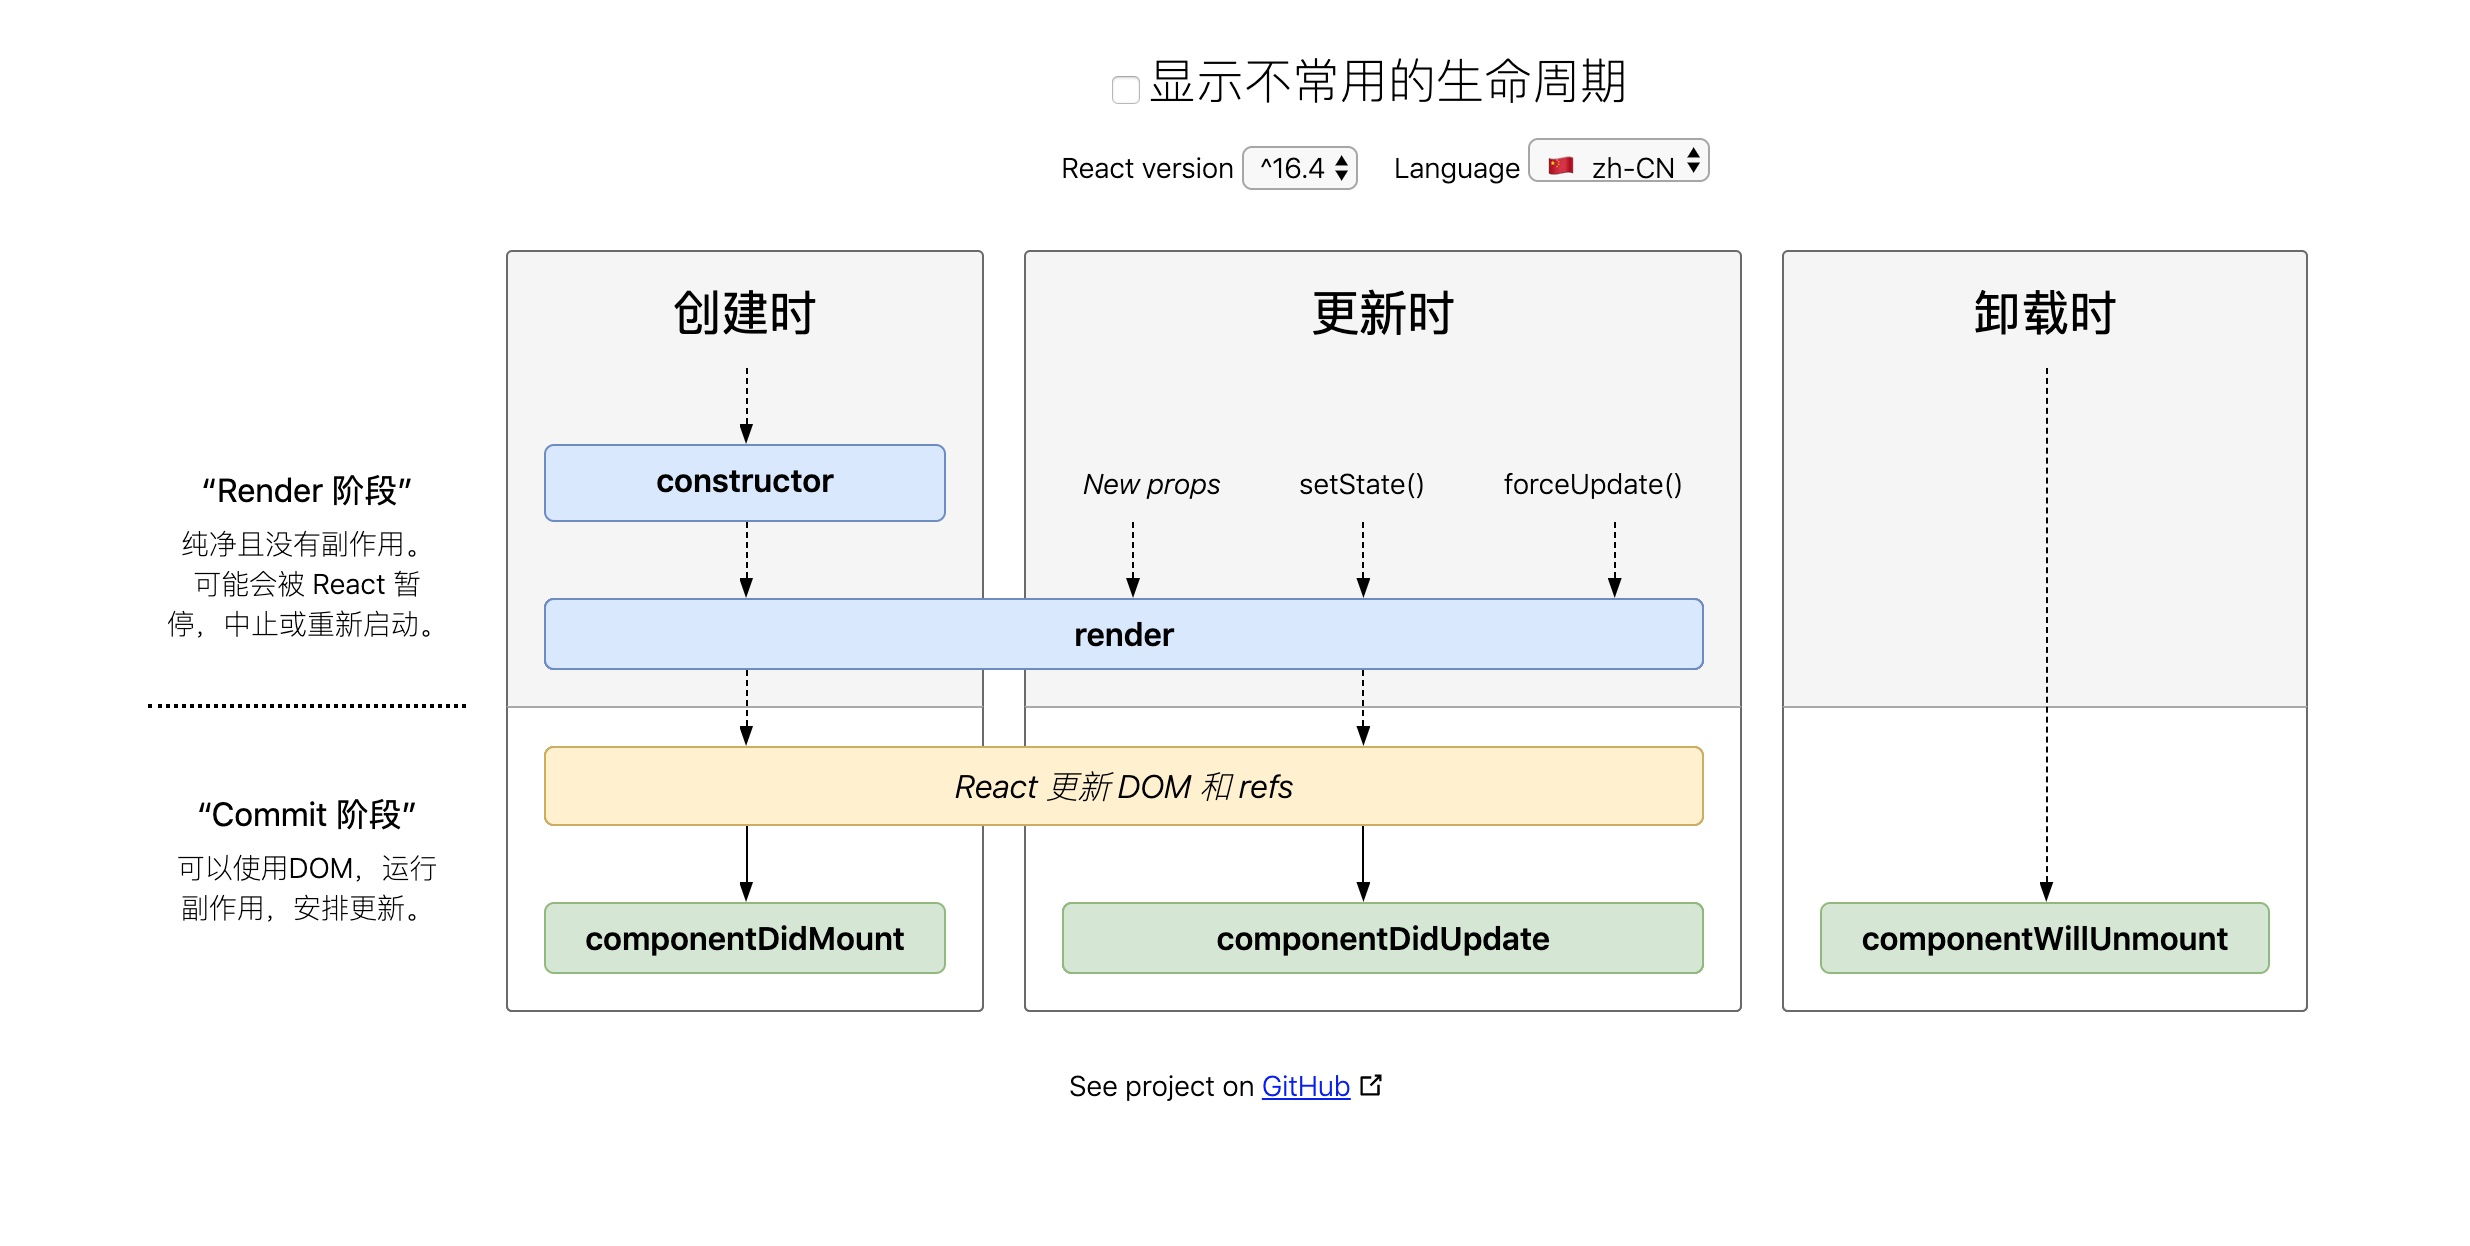 显示不常用的生命周期
React version ^16.4 Language 🇨🇳 zh-CN
创建时
更新时
卸载时
“Render 阶段”
纯净且没有副作用。
可能会被 React 暂
停，中止或重新启动。
constructor
New props
setState()
forceUpdate()
render
“Commit 阶段”
可以使用DOM，运行
副作用，安排更新。
React 更新 DOM 和 refs
componentDidMount
componentDidUpdate
componentWillUnmount
See project on GitHub